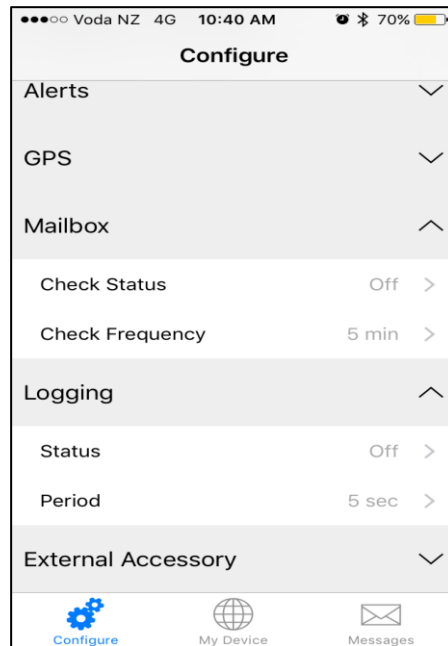 Voda NZ 4G 10:40 AM 70%
Configure
Alerts
GPS
Mailbox
Check Status Off
Check Frequency 5 min
Logging
Status Off
Period 5 sec
External Accessory
Configure My Device Messages